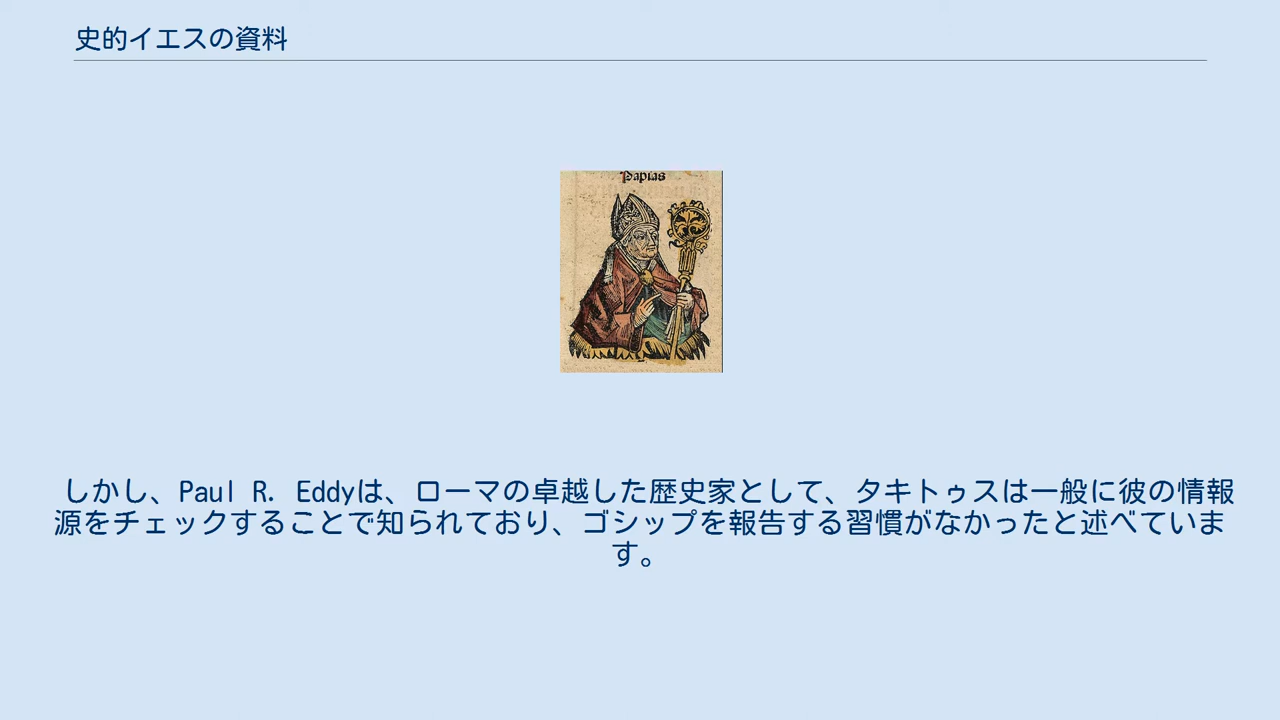 史的イエスの資料
Papias
しかし、Paul R. Eddyは、ローマの卓越した歴史家として、タキトゥスは一般に彼の情報
源をチェックすることで知られており、ゴシップを報告する習慣がなかったと述べていま
す。